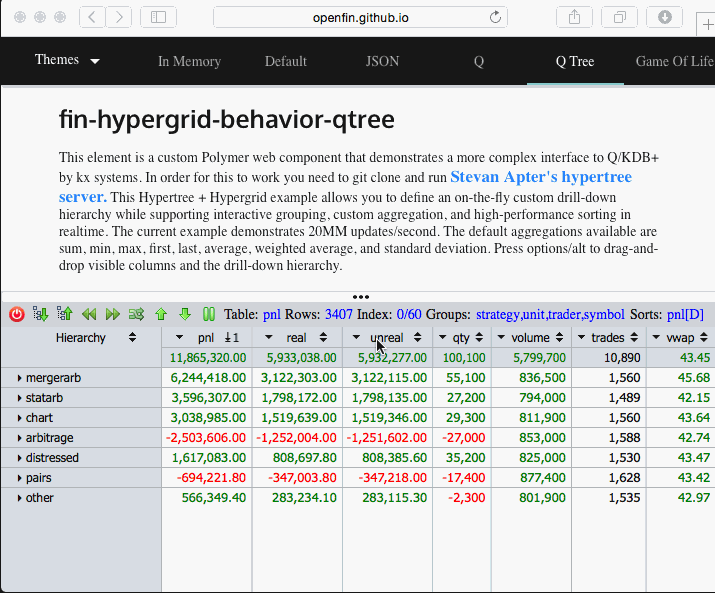 openfin.github.io
Themes In Memory Default JSON Q Q Tree Game Of Life
fin-hypergrid-behavior-qtree
This element is a custom Polymer web component that demonstrates a more complex interface to Q/KDB+
by kx systems. In order for this to work you need to git clone and run Stevan Apter's hypertree
server. This Hypertree + Hypergrid example allows you to define an on-the-fly custom drill-down
hierarchy while supporting interactive grouping, custom aggregation, and high-performance sorting in
realtime. The current example demonstrates 20MM updates/second. The default aggregations available are
sum, min, max, first, last, average, weighted average, and standard deviation. Press options/alt to drag-and-
drop visible columns and the drill-down hierarchy.
Table: pnl Rows: 3407 Index: 0/60 Groups: strategy,unit,trader,symbol Sorts: pnl[D]
Hierarchy pnl 1 real unreal qty volume trades vwap
11,865,320.00 5,933,038.00 5,932,277.00 100,100 5,799,700 10,890 43.45
mergerarb 6,244,418.00 3,122,303.00 3,122,115.00 55,100 836,500 1,560 45.68
statarb 3,596,307.00 1,798,172.00 1,798,135.00 27,200 794,000 1,489 42.15
chart 3,038,985.00 1,519,639.00 1,519,346.00 29,300 811,900 1,560 43.64
arbitrage -2,503,606.00 -1,252,004.00 -1,251,602.00 -27,000 853,000 1,588 42.74
distressed 1,617,083.00 808,697.80 808,385.60 35,200 825,000 1,530 43.47
pairs -694,221.80 -347,003.80 -347,218.00 -17,400 877,400 1,628 43.42
other 566,349.40 283,234.10 283,115.30 -2,300 801,900 1,535 42.97